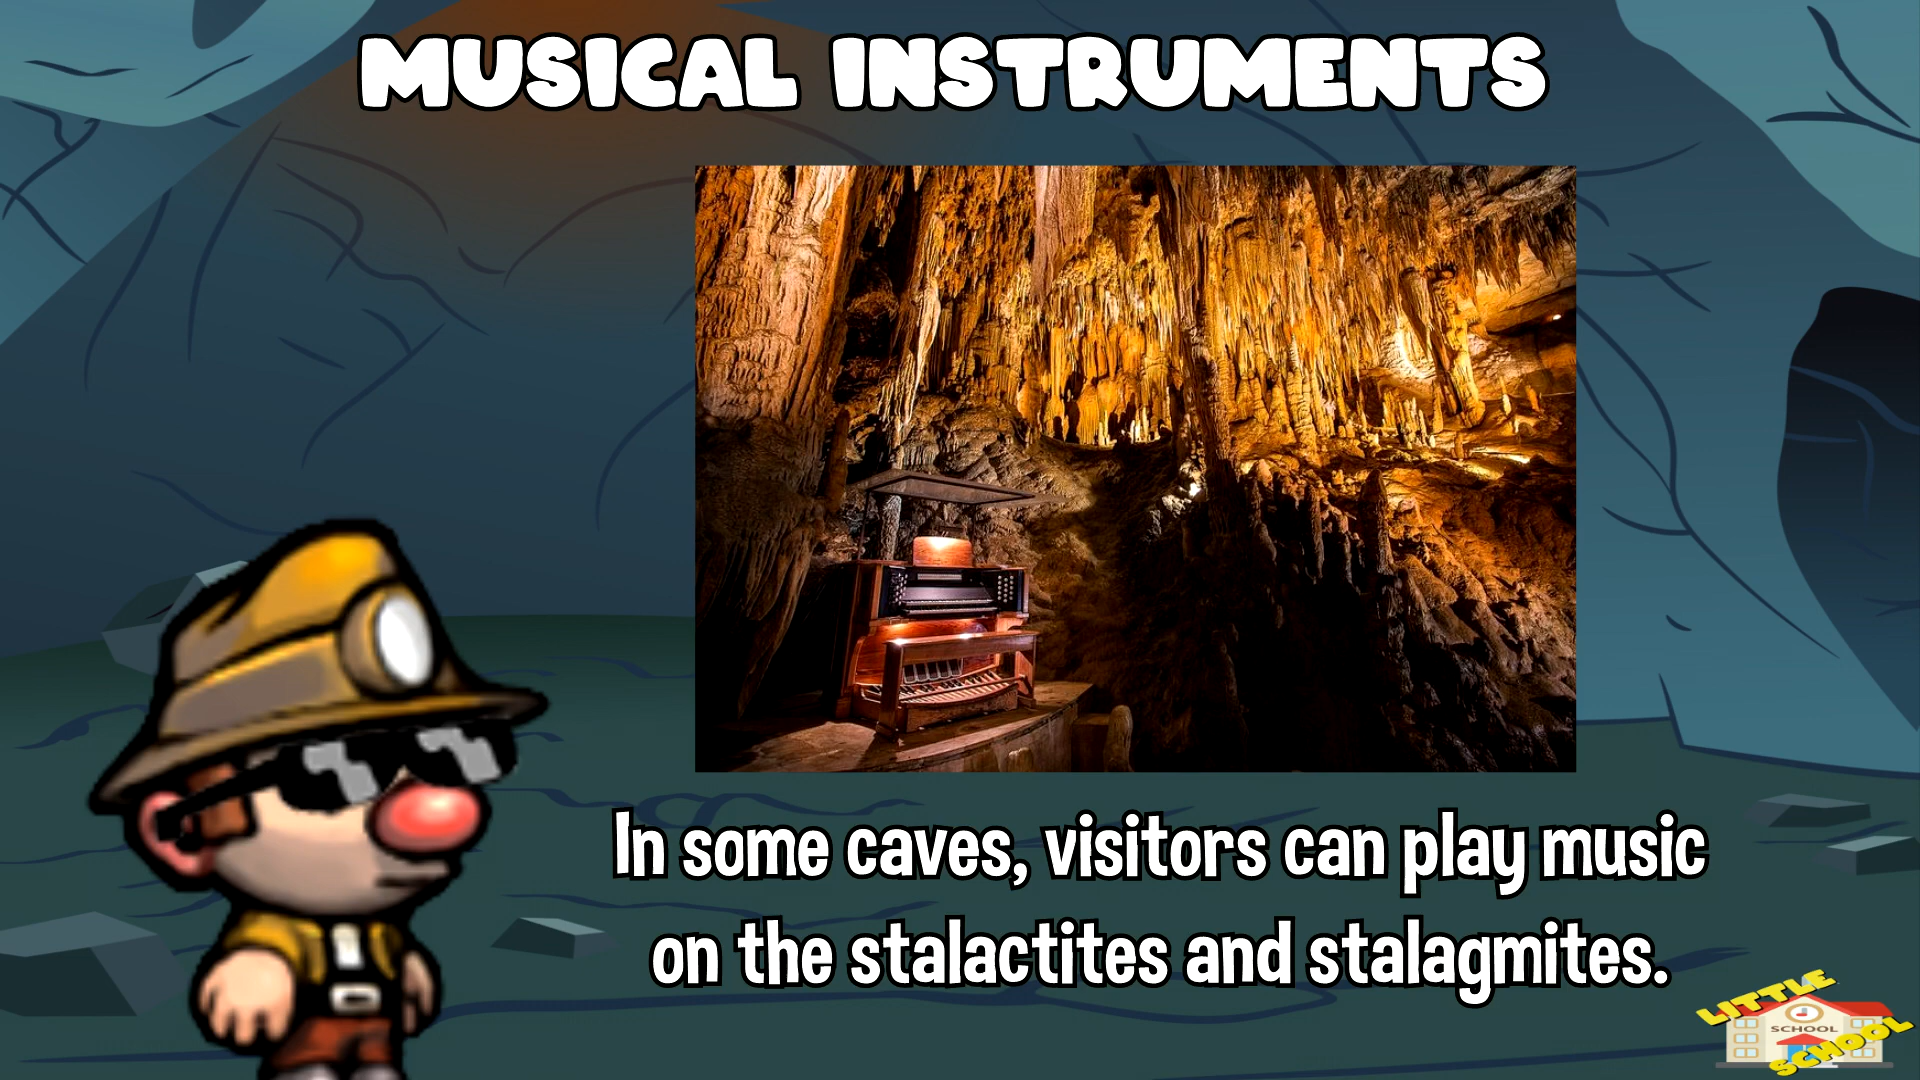 MUSICAL INSTRUMENTS
In some caves, visitors can play music
on the stalactites and stalagmites.
LITTLE
SCHOOL
SCHOOL